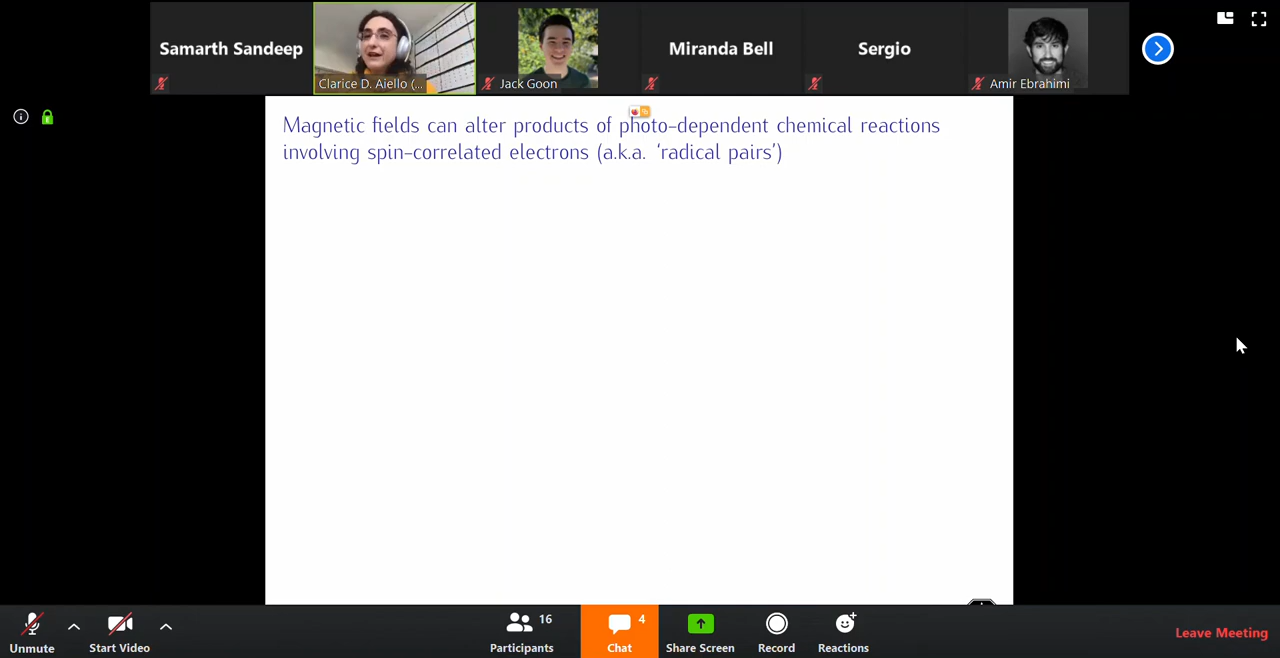 Samarth Sandeep
Clarice D. Aiello (...
Jack Goon
Miranda Bell
Sergio
Amir Ebrahimi
Magnetic fields can alter products of photo-dependent chemical reactions
involving spin-correlated electrons (a.k.a. 'radical pairs')
Unmute
Start Video
Participants
16
Chat
4
Share Screen
Record
Reactions
Leave Meeting